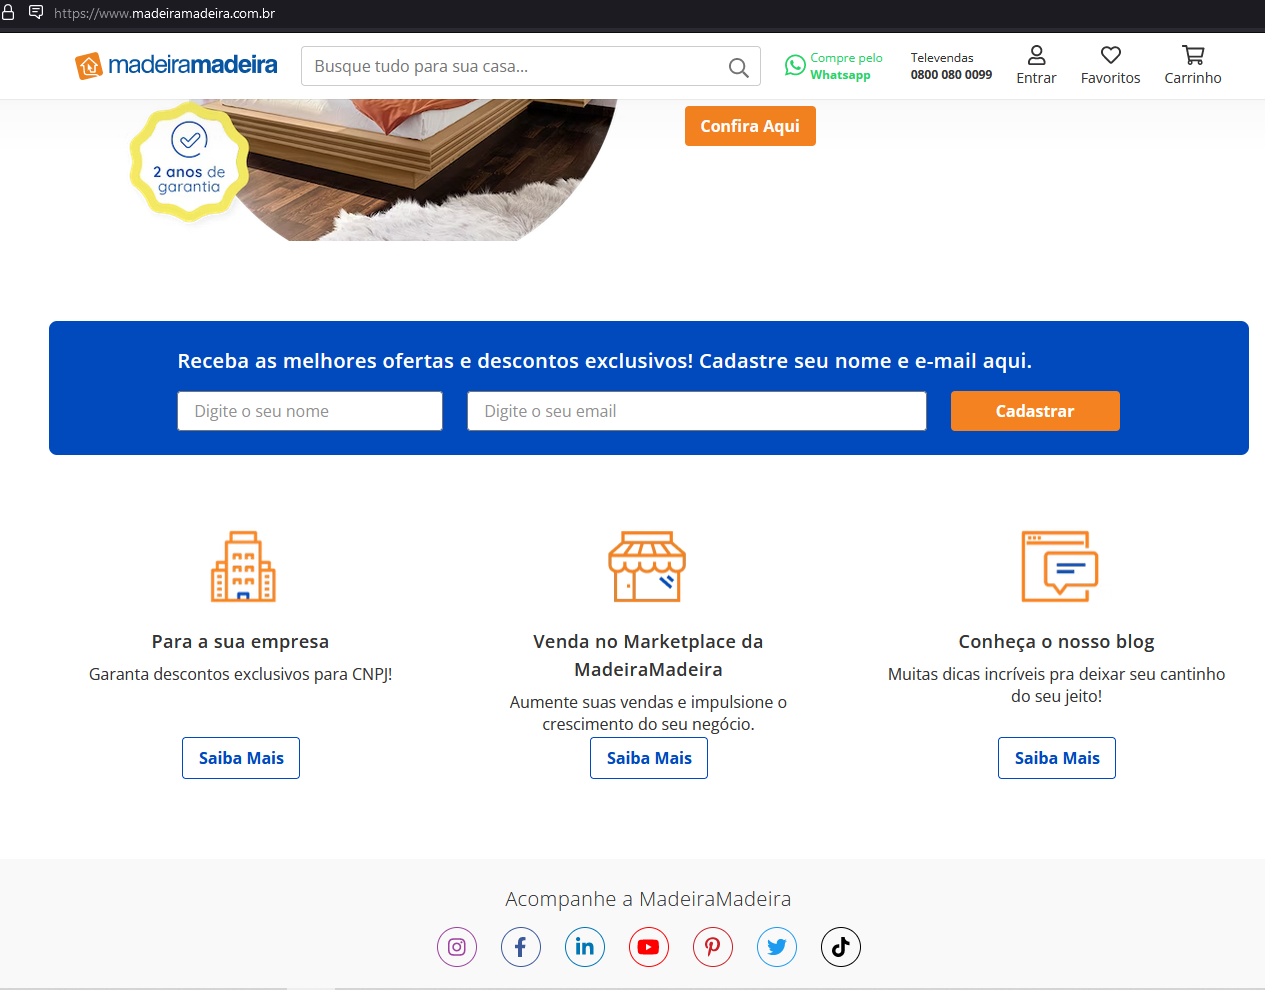 https://www.madeiramadeira.com.br
madeiramadeira
Busque tudo para sua casa...
Compre pelo
Whatsapp
Televendas
0800 080 0099
Entrar
Favoritos
Carrinho
2 anos de
garantia
Confira Aqui
Receba as melhores ofertas e descontos exclusivos! Cadastre seu nome e e-mail aqui.
Digite o seu nome
Digite o seu email
Cadastrar
Para a sua empresa
Garanta descontos exclusivos para CNPJ!
Saiba Mais
Venda no Marketplace da
MadeiraMadeira
Aumente suas vendas e impulsione o
crescimento do seu negócio.
Saiba Mais
Conheça o nosso blog
Muitas dicas incríveis pra deixar seu cantinho
do seu jeito!
Saiba Mais
Acompanhe a MadeiraMadeira